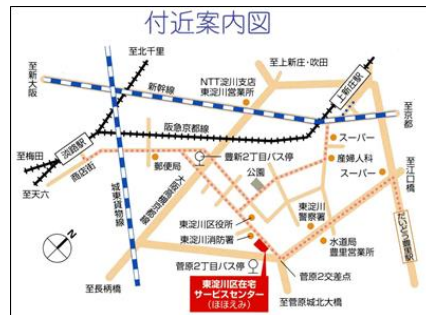 付近案内図
至北千里
至新大阪
至上新庄・吹田
NTT淀川支店
東淀川営業所
上新庄駅
新幹線
至京都
阪急京都線
淡路駅
スーパー
至梅田
商店街
郵便局
豊新2丁目バス停
産婦人科
スーパー
至江口橋
至天六
公園
城東貨物線
大阪高槻京都線
東淀川区役所
東淀川警察署
だいどう豊里駅
東淀川消防署
水道局
豊里営業所
菅原2丁目バス停
菅原2交差点
至長柄橋
東淀川区在宅
サービスセンター
(ほほえみ)
至菅原城北大橋